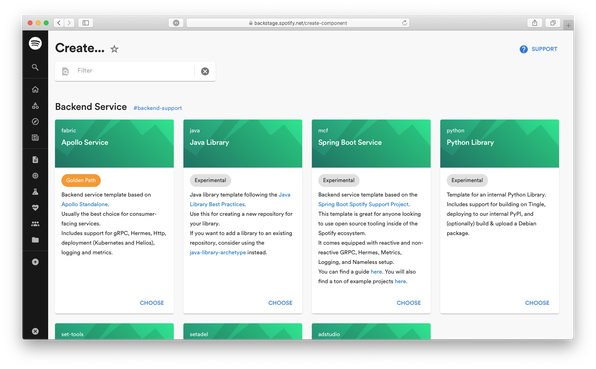 backstage.spotify.net/create-component
Create...
SUPPORT
Filter
Backend Service #backend-support
fabric
Apollo Service
Golden Path
Backend service template based on
Apollo Standalone.
Usually the best choice for consumer-
facing services.
Includes support for gRPC, Hermes, Http,
deployment (Kubernetes and Helios),
logging and metrics.
CHOOSE
java
Java Library
Experimental
Java library template following the Java
Library Best Practices.
Use this for creating a new repository for
your library.
If you want to add a library to an existing
repository, consider using the
java-library-archetype instead.
CHOOSE
mcf
Spring Boot Service
Experimental
Backend service template based on the
Spring Boot Spotify Support Project.
This template is great for anyone looking
to use open source tooling inside of the
Spotify ecosystem.
It comes equipped with reactive and non-
reactive GRPC, Hermes, Metrics,
Logging, and Nameless setup.
You can find a guide here. You will also
find a ton of example projects here.
CHOOSE
python
Python Library
Experimental
Template for an internal Python Library.
Includes support for building on Tingle,
deploying to our internal PyPI, and
(optionally) build & upload a Debian
package.
CHOOSE
set-tools
setadel
adstudio